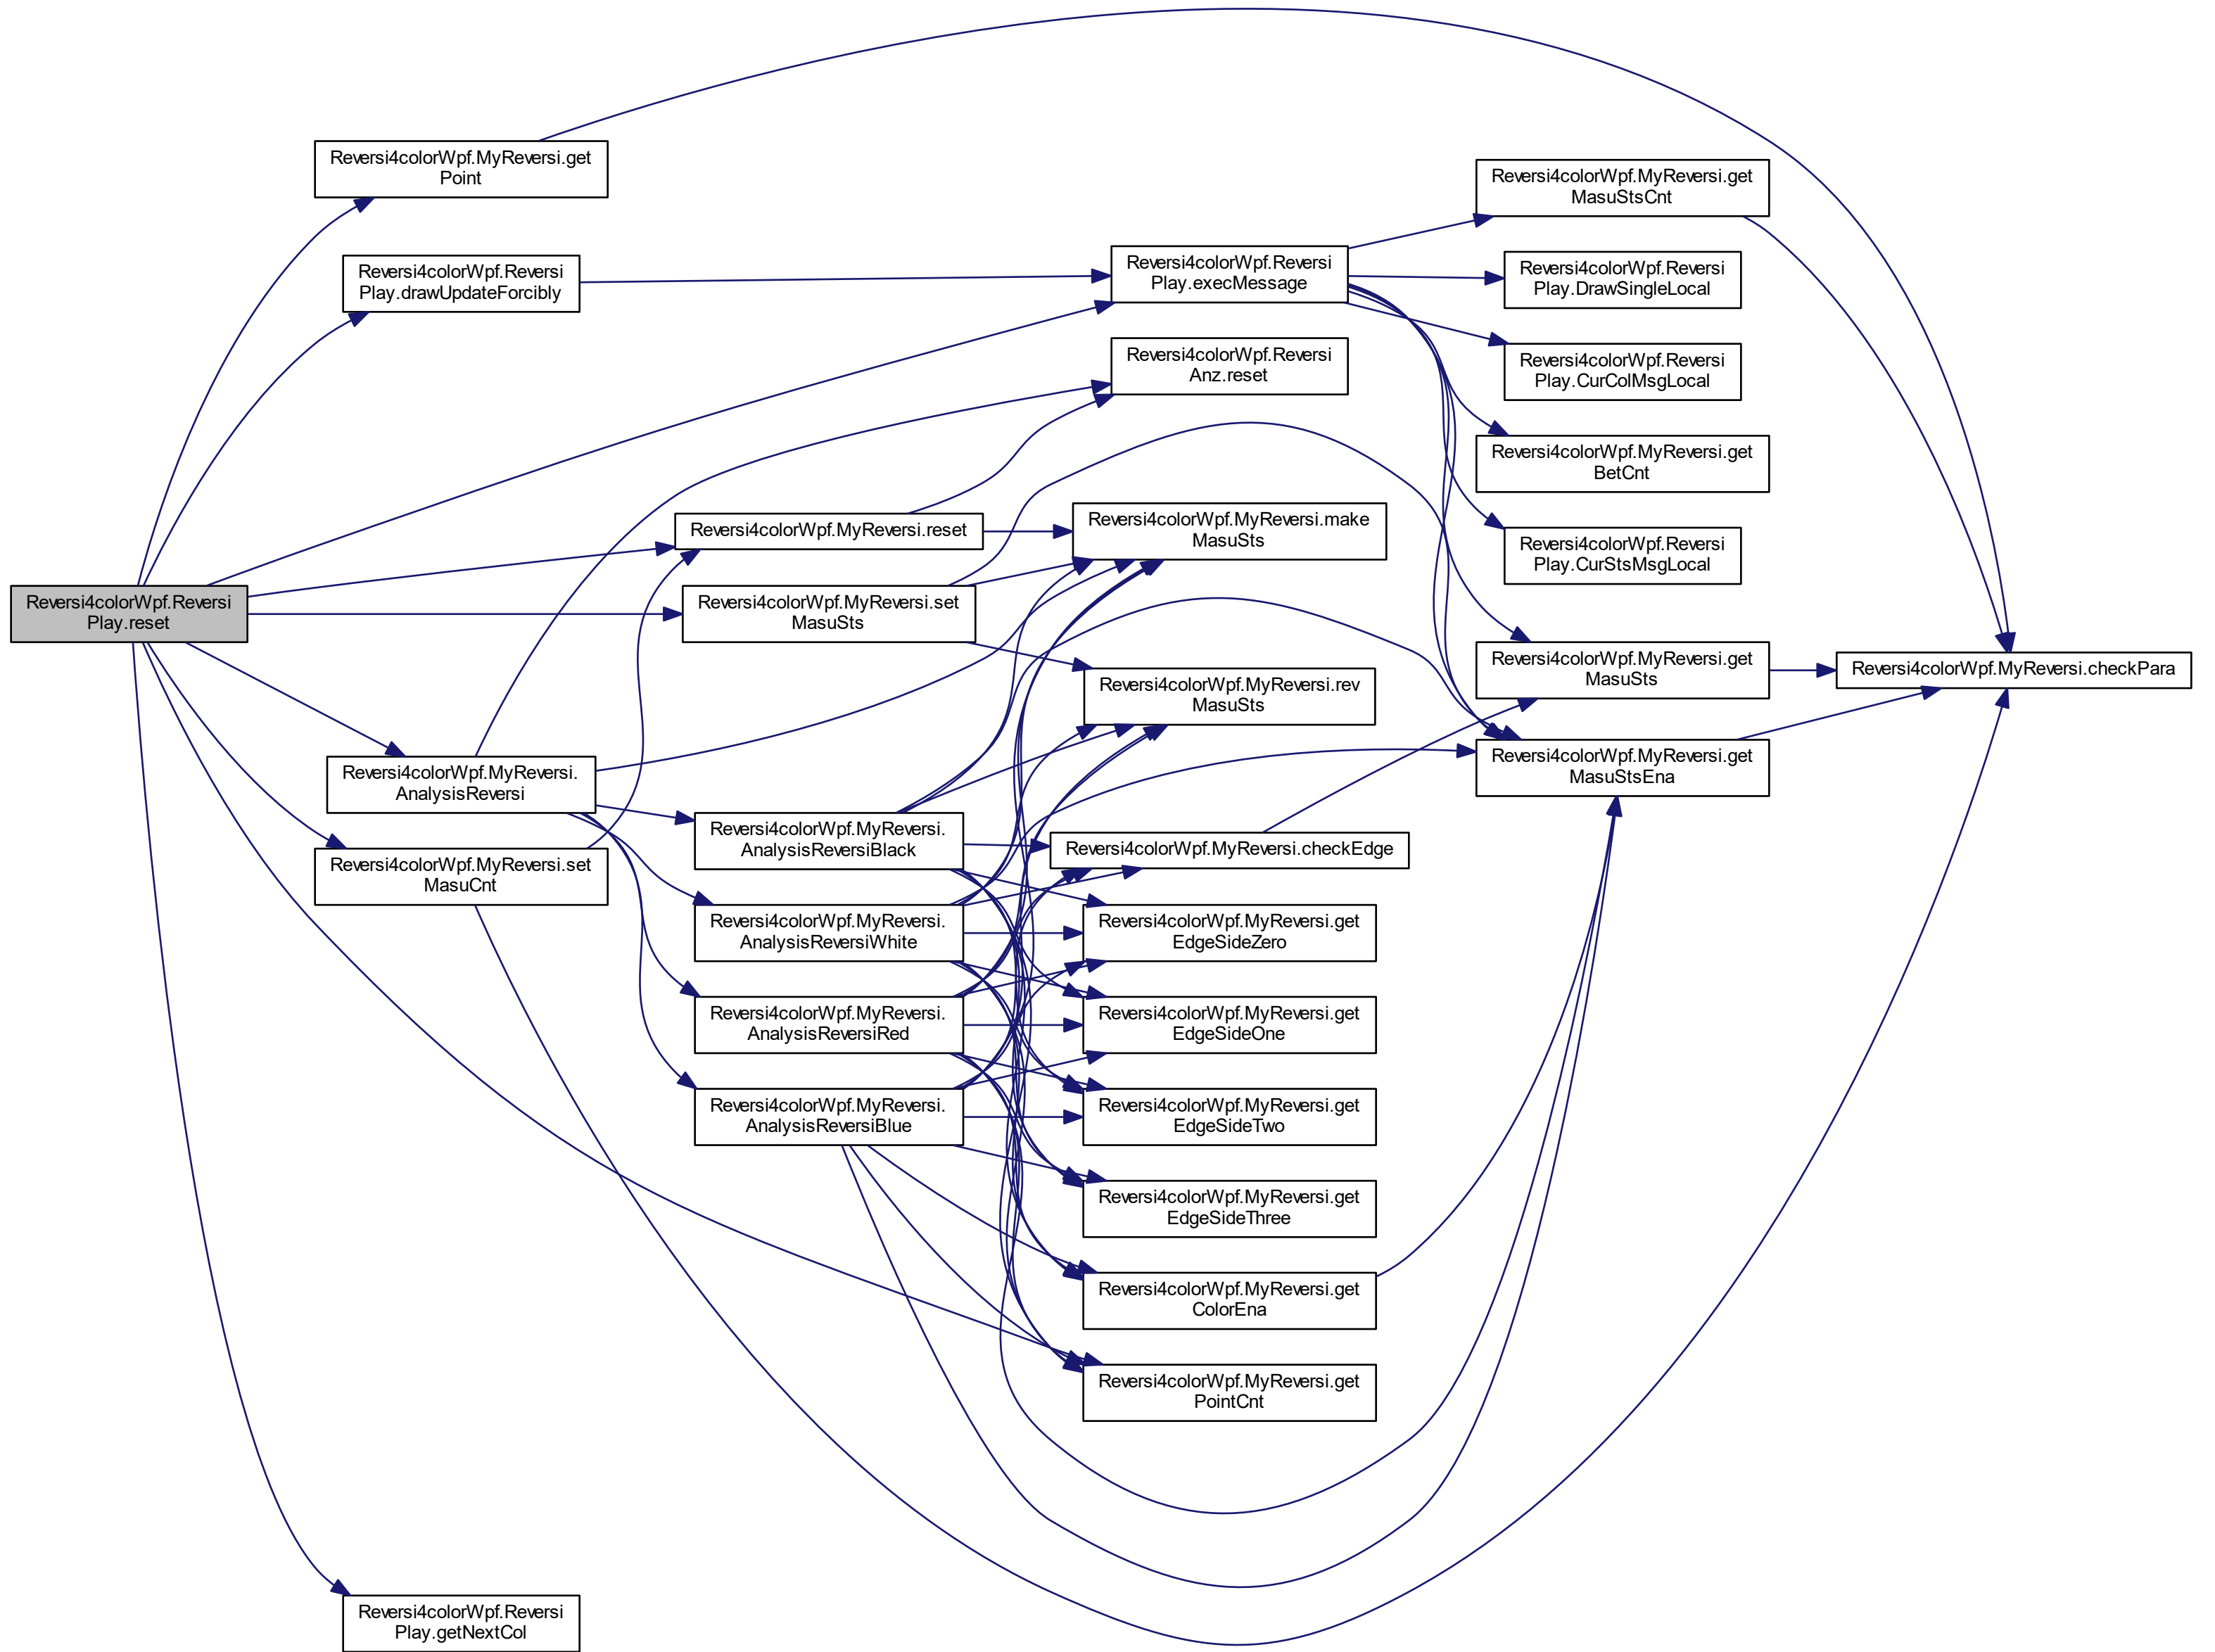 Reversi4colorWpf.Reversi
Play.reset
Reversi4colorWpf.MyReversi.get
Point
Reversi4colorWpf.Reversi
Play.drawUpdateForcibly
Reversi4colorWpf.MyReversi.
AnalysisReversi
Reversi4colorWpf.MyReversi.set
MasuCnt
Reversi4colorWpf.Reversi
Play.getNextCol
Reversi4colorWpf.MyReversi.reset
Reversi4colorWpf.MyReversi.set
MasuSts
Reversi4colorWpf.MyReversi.
AnalysisReversiBlack
Reversi4colorWpf.MyReversi.
AnalysisReversiWhite
Reversi4colorWpf.MyReversi.
AnalysisReversiRed
Reversi4colorWpf.MyReversi.
AnalysisReversiBlue
Reversi4colorWpf.Reversi
Play.execMessage
Reversi4colorWpf.Reversi
Anz.reset
Reversi4colorWpf.MyReversi.make
MasuSts
Reversi4colorWpf.MyReversi.rev
MasuSts
Reversi4colorWpf.MyReversi.checkEdge
Reversi4colorWpf.MyReversi.get
EdgeSideZero
Reversi4colorWpf.MyReversi.get
EdgeSideOne
Reversi4colorWpf.MyReversi.get
EdgeSideTwo
Reversi4colorWpf.MyReversi.get
EdgeSideThree
Reversi4colorWpf.MyReversi.get
ColorEna
Reversi4colorWpf.MyReversi.get
PointCnt
Reversi4colorWpf.MyReversi.get
MasuStsCnt
Reversi4colorWpf.Reversi
Play.DrawSingleLocal
Reversi4colorWpf.Reversi
Play.CurColMsgLocal
Reversi4colorWpf.MyReversi.get
BetCnt
Reversi4colorWpf.Reversi
Play.CurStsMsgLocal
Reversi4colorWpf.MyReversi.get
MasuSts
Reversi4colorWpf.MyReversi.get
MasuStsEna
Reversi4colorWpf.MyReversi.checkPara